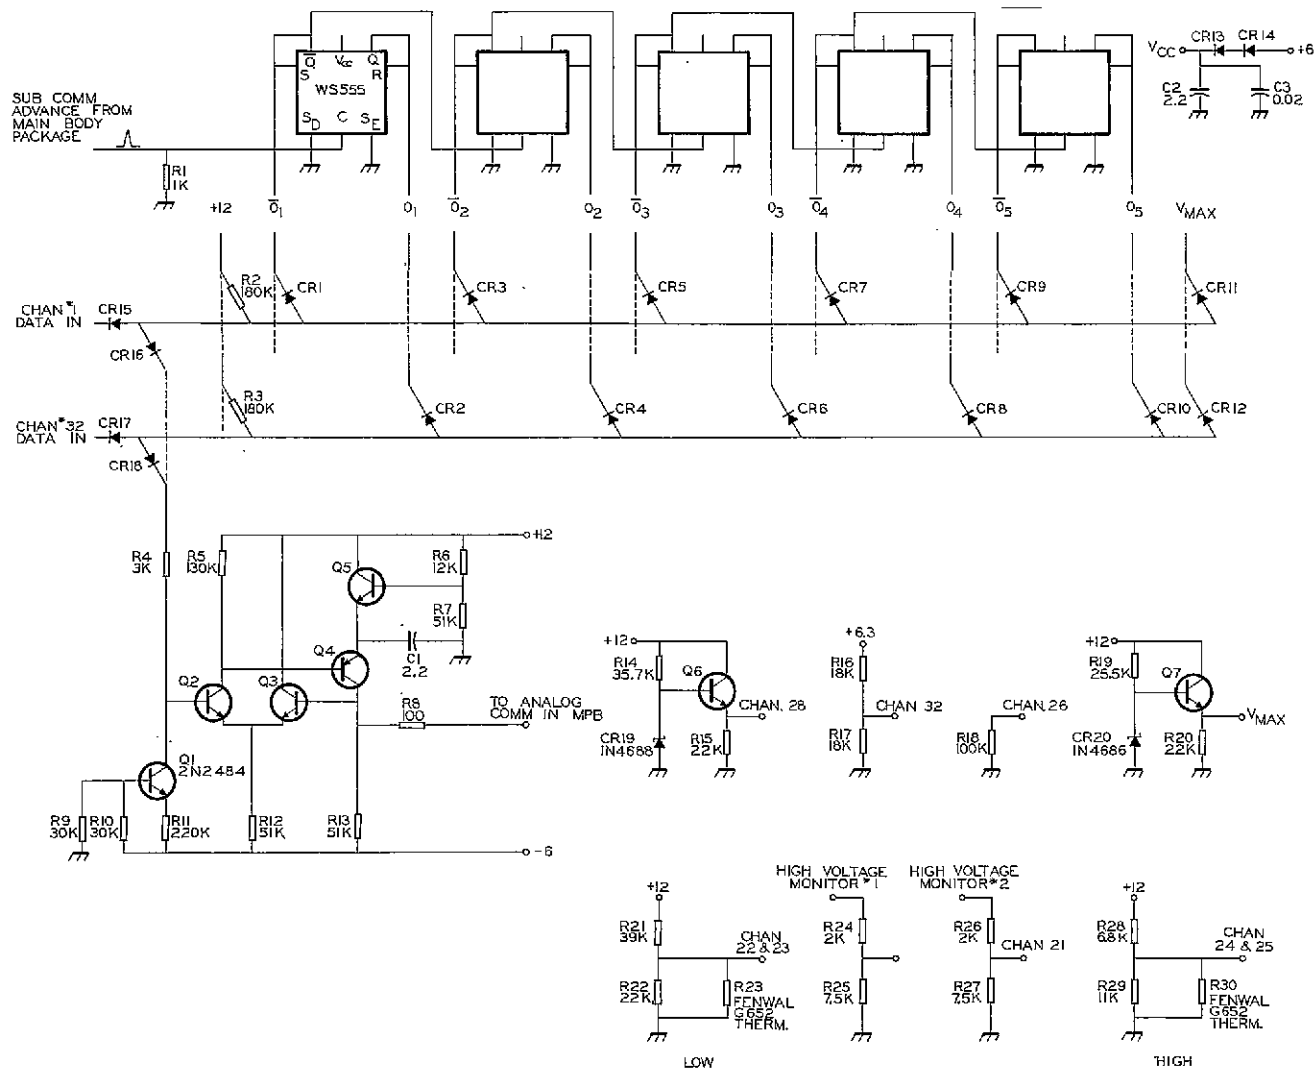 Q̅ VCC Q
S R
WS555
SD C SE
VCC CR13 CR14 +6
C2
2.2
C3
0.02
SUB COMM
ADVANCE FROM
MAIN BODY
PACKAGE
R1
1K
+12 O̅1 O1 O̅2 O2 O̅3 O3 O̅4 O4 O̅5 O5 VMAX
R2
180K
CR1 CR3 CR5 CR7 CR9 CR11
CHAN #1
DATA IN
CR15
CR16
R3
180K
CR2 CR4 CR6 CR8 CR10 CR12
CHAN #32
DATA IN
CR17
CR18
+12
R4
3K
R5
130K
Q5
R6
12K
R7
51K
Q4
C1
2.2
Q2 Q3
R8
100
TO ANALOG
COMM IN MPB
Q1
2N2484
R9
30K
R10
30K
R11
220K
R12
51K
R13
51K
-6
+12
R14
35.7K
Q6
CHAN. 28
CR19
IN4688
R15
22K
+6.3
R16
18K
CHAN 32
R17
18K
CHAN. 26
R18
100K
+12
R19
25.5K
Q7
VMAX
CR20
IN4686
R20
22K
+12
R21
39K
CHAN
22 & 23
R22
22K
R23
FENWAL
G652
THERM.
LOW
HIGH VOLTAGE
MONITOR #1
R24
2K
R25
7.5K
HIGH VOLTAGE
MONITOR #2
R26
2K
CHAN 21
R27
7.5K
+12
R28
6.8K
CHAN
24 & 25
R29
11K
R30
FENWAL
G652
THERM.
HIGH